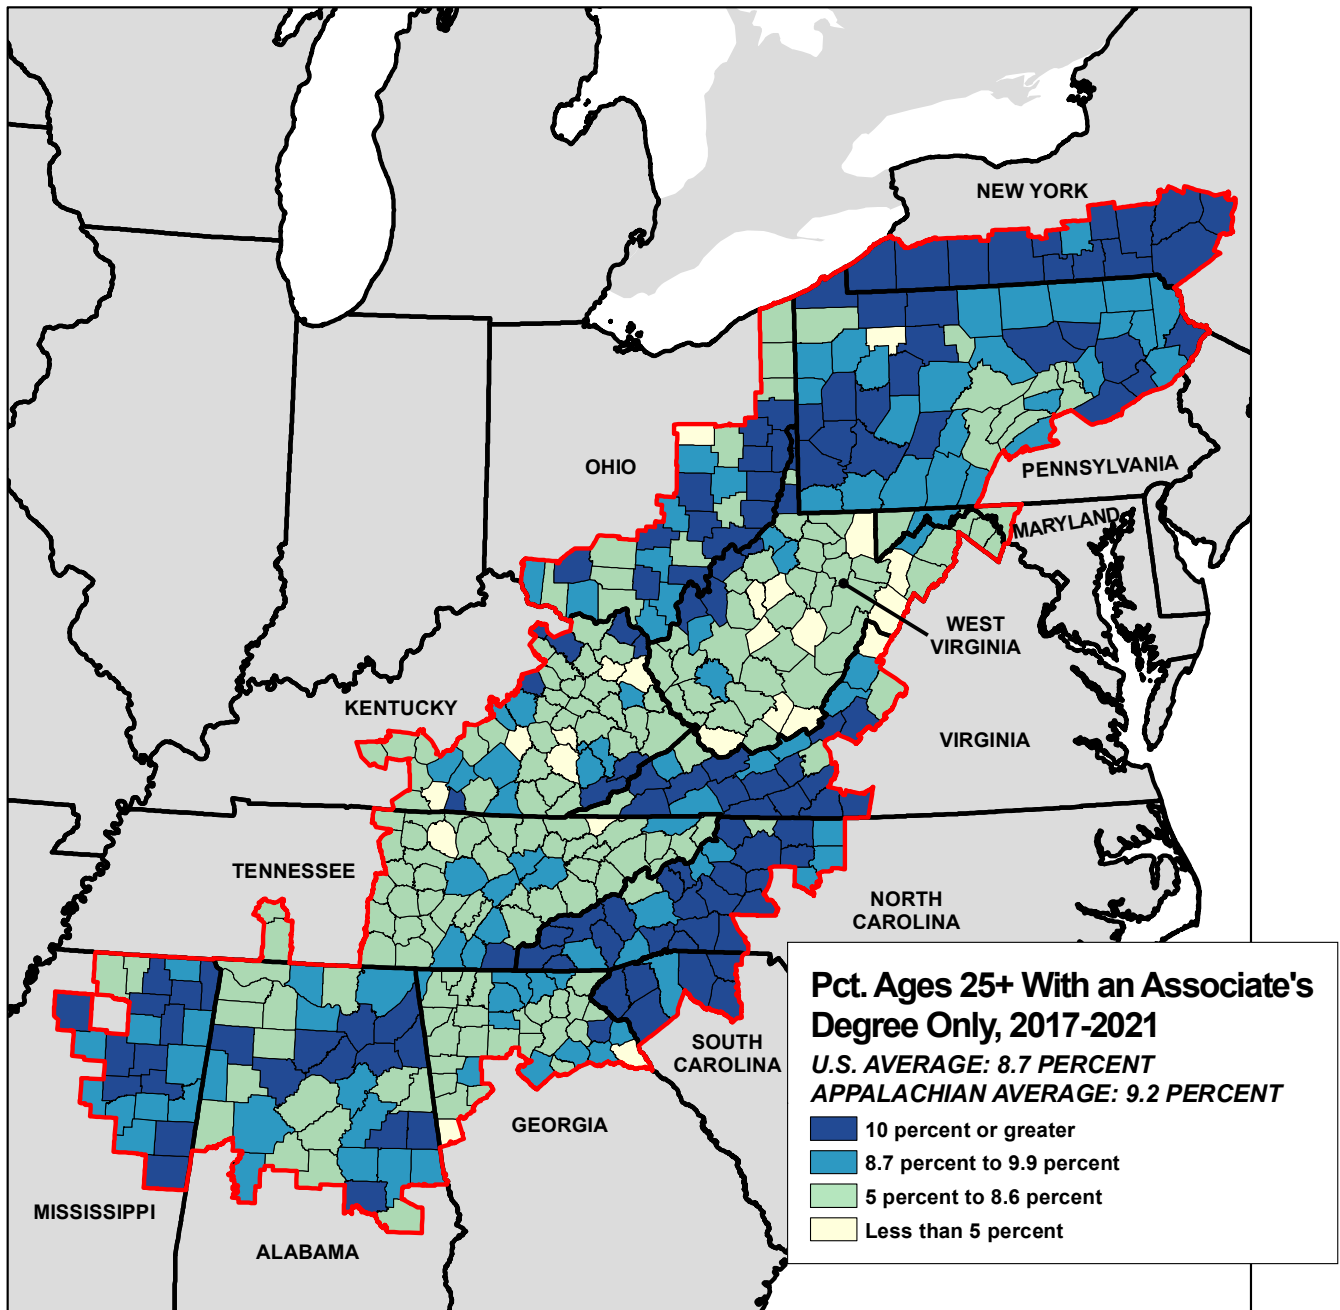 NEW YORK
OHIO
PENNSYLVANIA
MARYLAND
WEST
VIRGINIA
KENTUCKY
VIRGINIA
TENNESSEE
NORTH
CAROLINA
SOUTH
CAROLINA
GEORGIA
MISSISSIPPI
ALABAMA
Pct. Ages 25+ With an Associate's
Degree Only, 2017-2021
U.S. AVERAGE: 8.7 PERCENT
APPALACHIAN AVERAGE: 9.2 PERCENT
10 percent or greater
8.7 percent to 9.9 percent
5 percent to 8.6 percent
Less than 5 percent